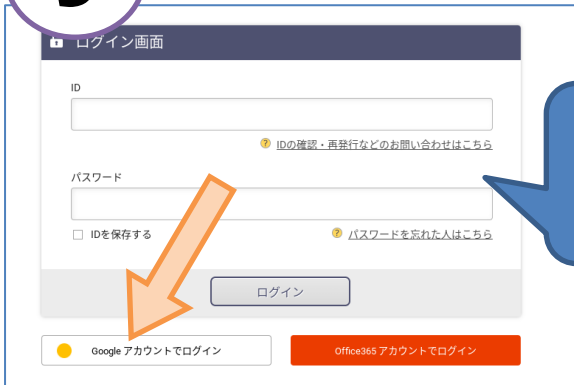 ログイン画面
ID
IDの確認・再発行などのお問い合わせはこちら
パスワード
IDを保存する
パスワードを忘れた人はこちら
ログイン
Google アカウントでログイン
Office365 アカウントでログイン